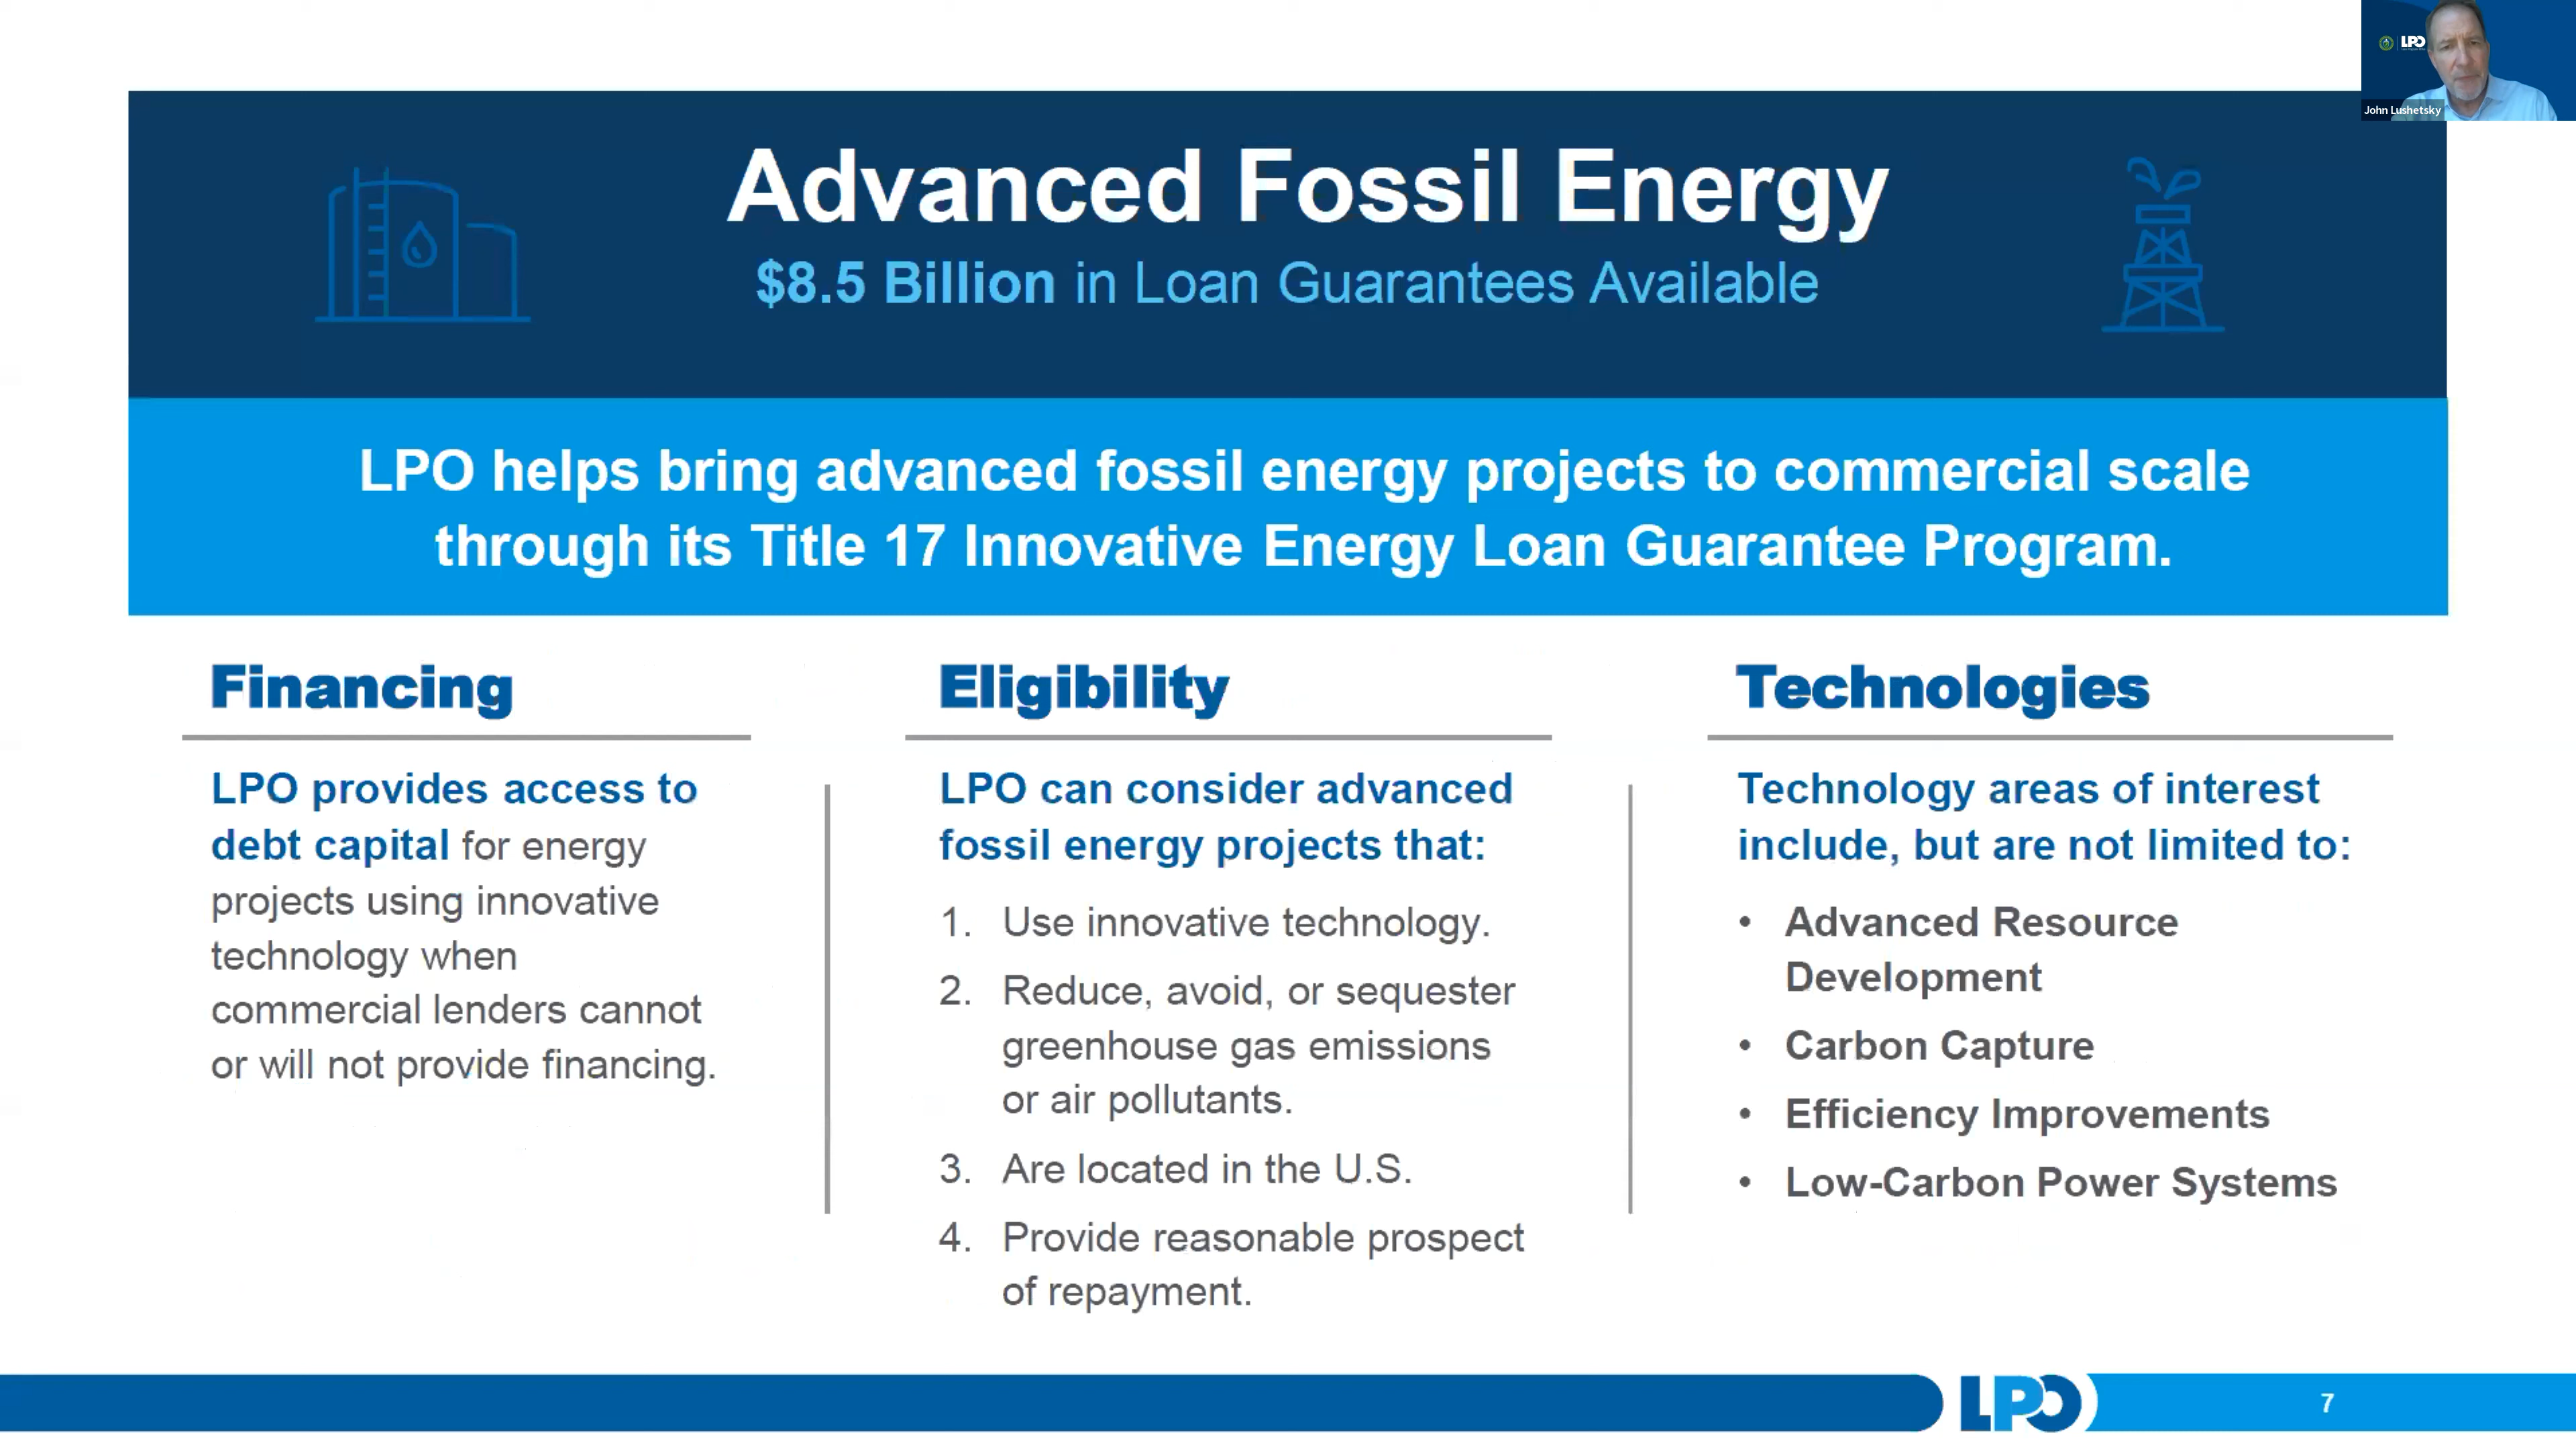 LPO
John Lushetsky
Advanced Fossil Energy
$8.5 Billion in Loan Guarantees Available
LPO helps bring advanced fossil energy projects to commercial scale
through its Title 17 Innovative Energy Loan Guarantee Program.
Financing
LPO provides access to
debt capital for energy
projects using innovative
technology when
commercial lenders cannot
or will not provide financing.
Eligibility
LPO can consider advanced
fossil energy projects that:
1. Use innovative technology.
2. Reduce, avoid, or sequester
greenhouse gas emissions
or air pollutants.
3. Are located in the U.S.
4. Provide reasonable prospect
of repayment.
Technologies
Technology areas of interest
include, but are not limited to:
• Advanced Resource
Development
• Carbon Capture
• Efficiency Improvements
• Low-Carbon Power Systems
LPO
7